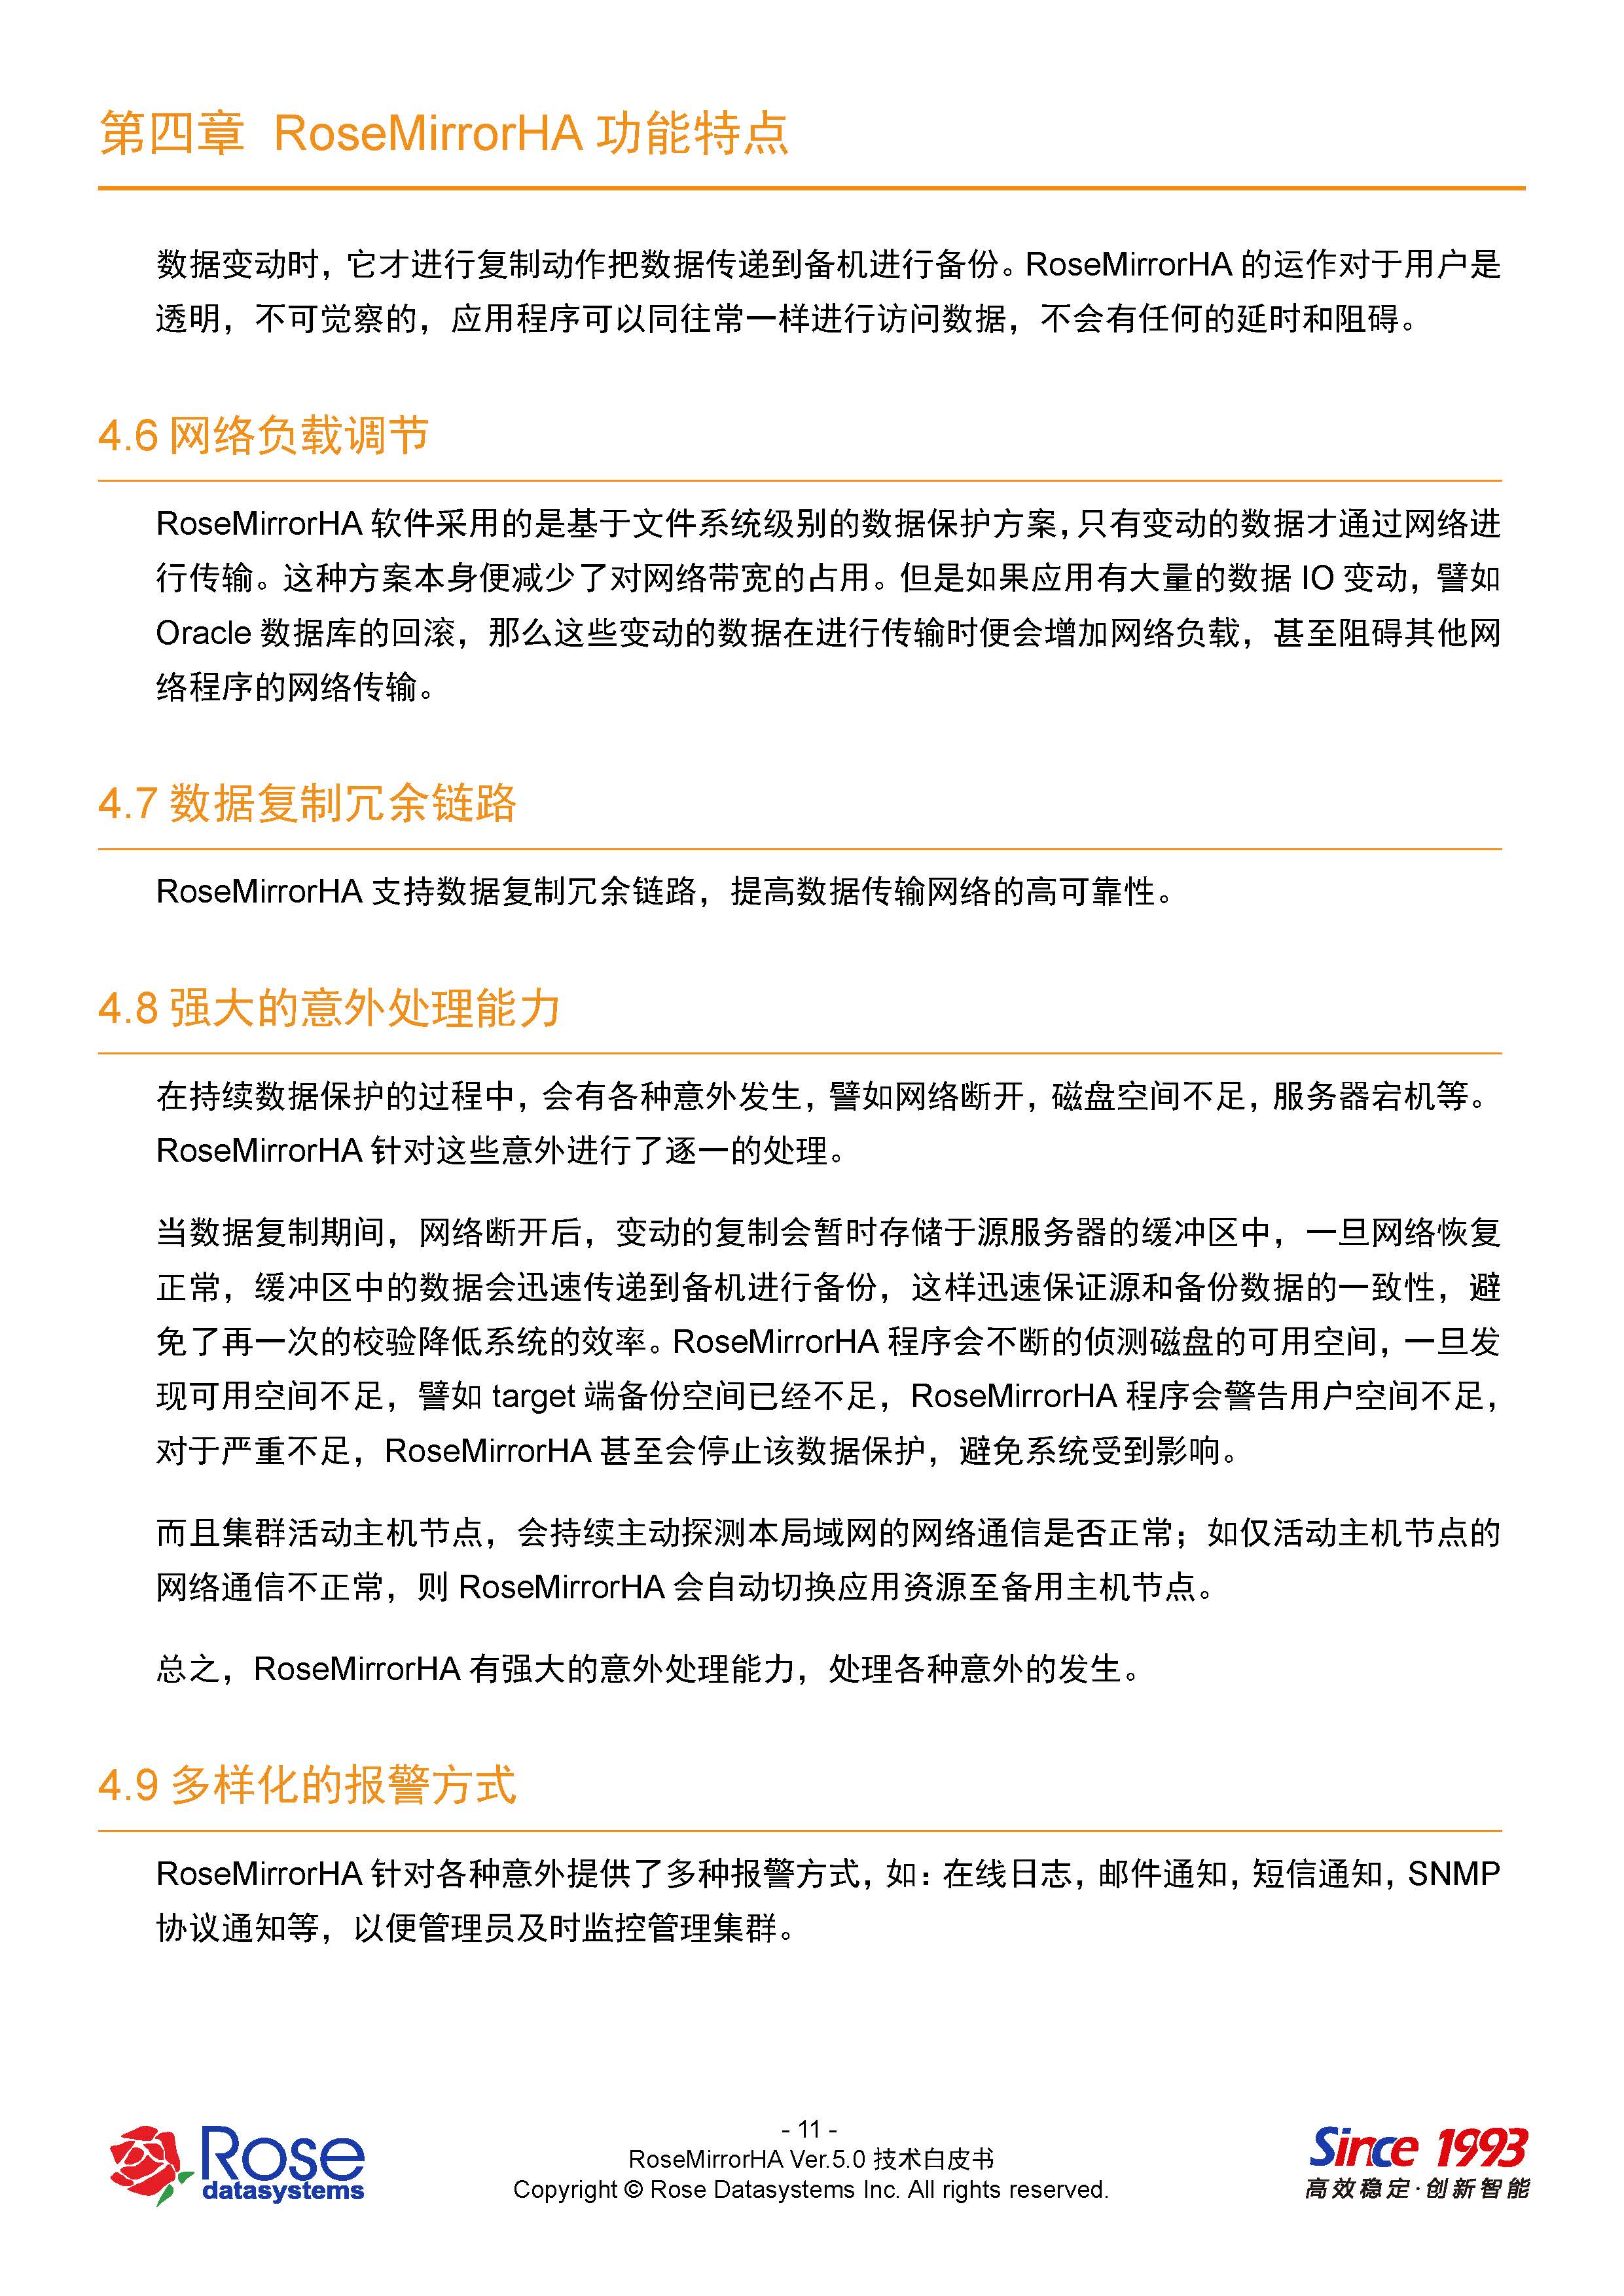 第四章 RoseMirrorHA 功能特点
数据变动时，它才进行复制动作把数据传递到备机进行备份。RoseMirrorHA 的运作对于用户是
透明，不可觉察的，应用程序可以同往常一样进行访问数据，不会有任何的延时和阻碍。
4.6 网络负载调节
RoseMirrorHA 软件采用的是基于文件系统级别的数据保护方案，只有变动的数据才通过网络进
行传输。这种方案本身便减少了对网络带宽的占用。但是如果应用有大量的数据 IO 变动，譬如
Oracle 数据库的回滚，那么这些变动的数据在进行传输时便会增加网络负载，甚至阻碍其他网
络程序的网络传输。
4.7 数据复制冗余链路
RoseMirrorHA 支持数据复制冗余链路，提高数据传输网络的高可靠性。
4.8 强大的意外处理能力
在持续数据保护的过程中，会有各种意外发生，譬如网络断开，磁盘空间不足，服务器宕机等。
RoseMirrorHA 针对这些意外进行了逐一的处理。
当数据复制期间，网络断开后，变动的复制会暂时存储于源服务器的缓冲区中，一旦网络恢复
正常，缓冲区中的数据会迅速传递到备机进行备份，这样迅速保证源和备份数据的一致性，避
免了再一次的校验降低系统的效率。RoseMirrorHA 程序会不断的侦测磁盘的可用空间，一旦发
现可用空间不足，譬如 target 端备份空间已经不足，RoseMirrorHA 程序会警告用户空间不足，
对于严重不足，RoseMirrorHA 甚至会停止该数据保护，避免系统受到影响。
而且集群活动主机节点，会持续主动探测本局域网的网络通信是否正常；如仅活动主机节点的
网络通信不正常，则 RoseMirrorHA 会自动切换应用资源至备用主机节点。
总之，RoseMirrorHA 有强大的意外处理能力，处理各种意外的发生。
4.9 多样化的报警方式
RoseMirrorHA 针对各种意外提供了多种报警方式，如：在线日志，邮件通知，短信通知，SNMP
协议通知等，以便管理员及时监控管理集群。
Rose
datasystems
- 11 -
RoseMirrorHA Ver.5.0 技术白皮书
Copyright © Rose Datasystems Inc. All rights reserved.
Since 1993
高效稳定·创新智能